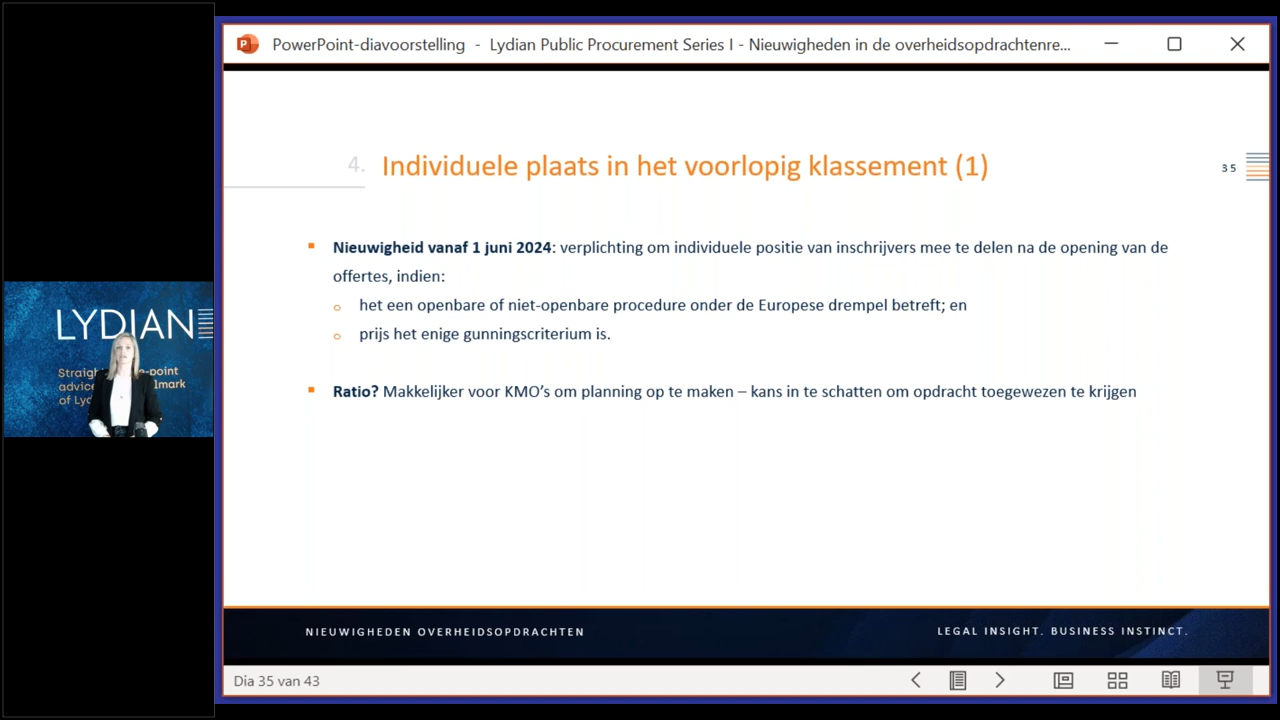 PowerPoint-diavoorstelling - Lydian Public Procurement Series I - Nieuwigheden in de overheidsopdrachtenre...
4. Individuele plaats in het voorlopig klassement (1)
35
Nieuwigheid vanaf 1 juni 2024: verplichting om individuele positie van inschrijvers mee te delen na de opening van de
offertes, indien:
het een openbare of niet-openbare procedure onder de Europese drempel betreft; en
prijs het enige gunningscriterium is.
Ratio? Makkelijker voor KMO's om planning op te maken – kans in te schatten om opdracht toegewezen te krijgen
NIEUWIGHEDEN OVERHEIDSOPDRACHTEN
LEGAL INSIGHT. BUSINESS INSTINCT.
Dia 35 van 43
LYDIAN